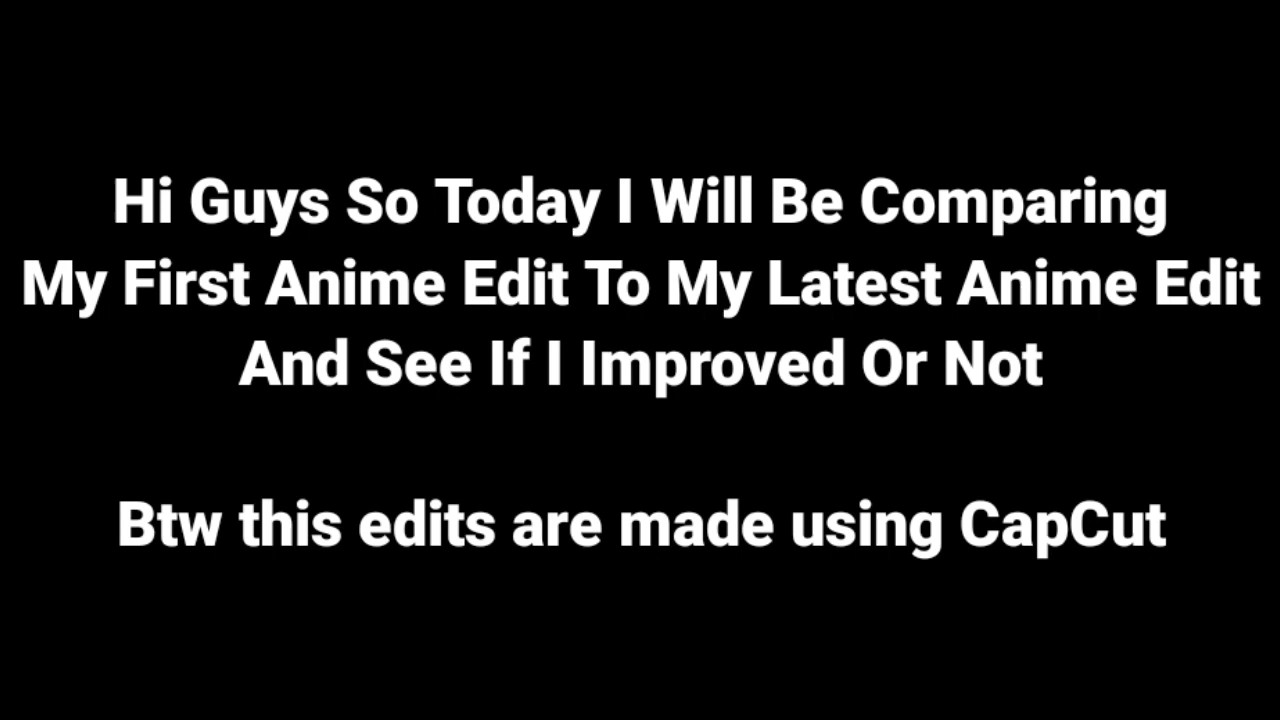 Hi Guys So Today I Will Be Comparing
My First Anime Edit To My Latest Anime Edit
And See If I Improved Or Not
Btw this edits are made using CapCut